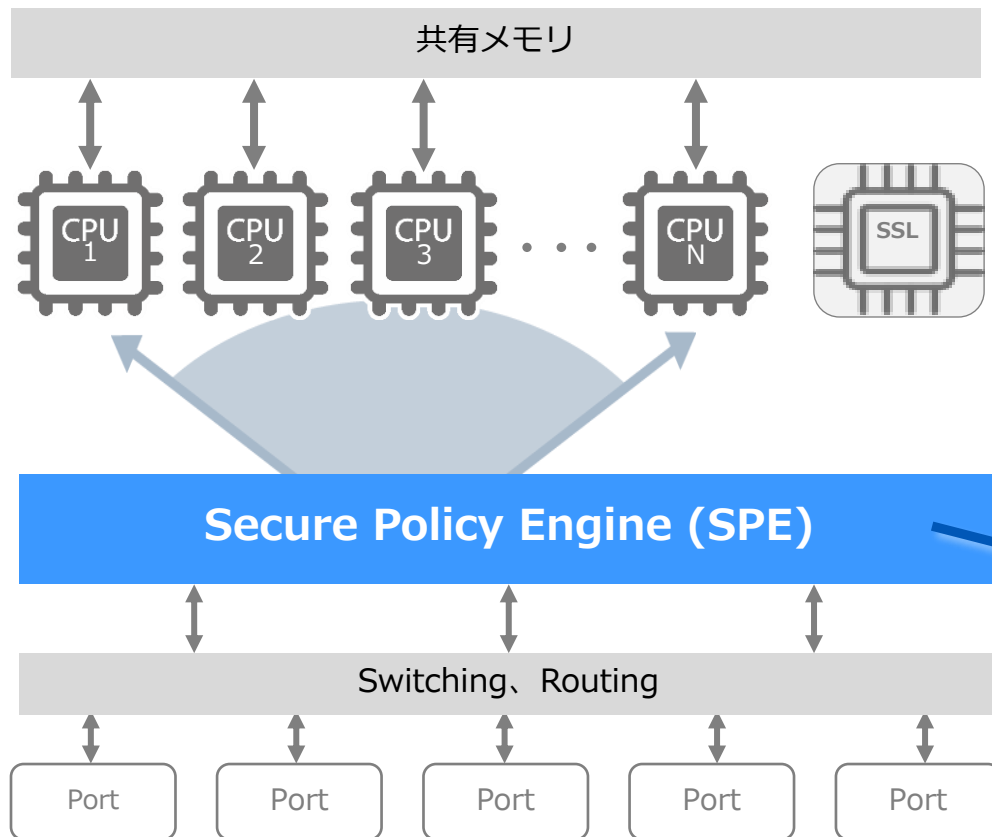 共有メモリ
CPU
1
CPU
2
CPU
3
・・・
CPU
N
SSL
Secure Policy Engine (SPE)
Switching、Routing
Port
Port
Port
Port
Port